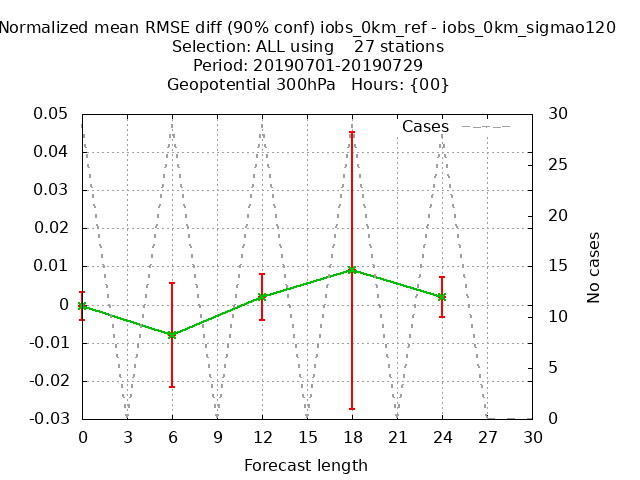 Normalized mean RMSE diff (90% conf) iobs_0km_ref - iobs_0km_sigmao120
Selection: ALL using    27 stations
Period: 20190701-20190729
Geopotential 300hPa   Hours: {00}
Cases
0.05
0.04
0.03
0.02
0.01
0
-0.01
-0.02
-0.03
30
25
20
15
10
5
0
No cases
0 3 6 9 12 15 18 21 24 27 30
Forecast length